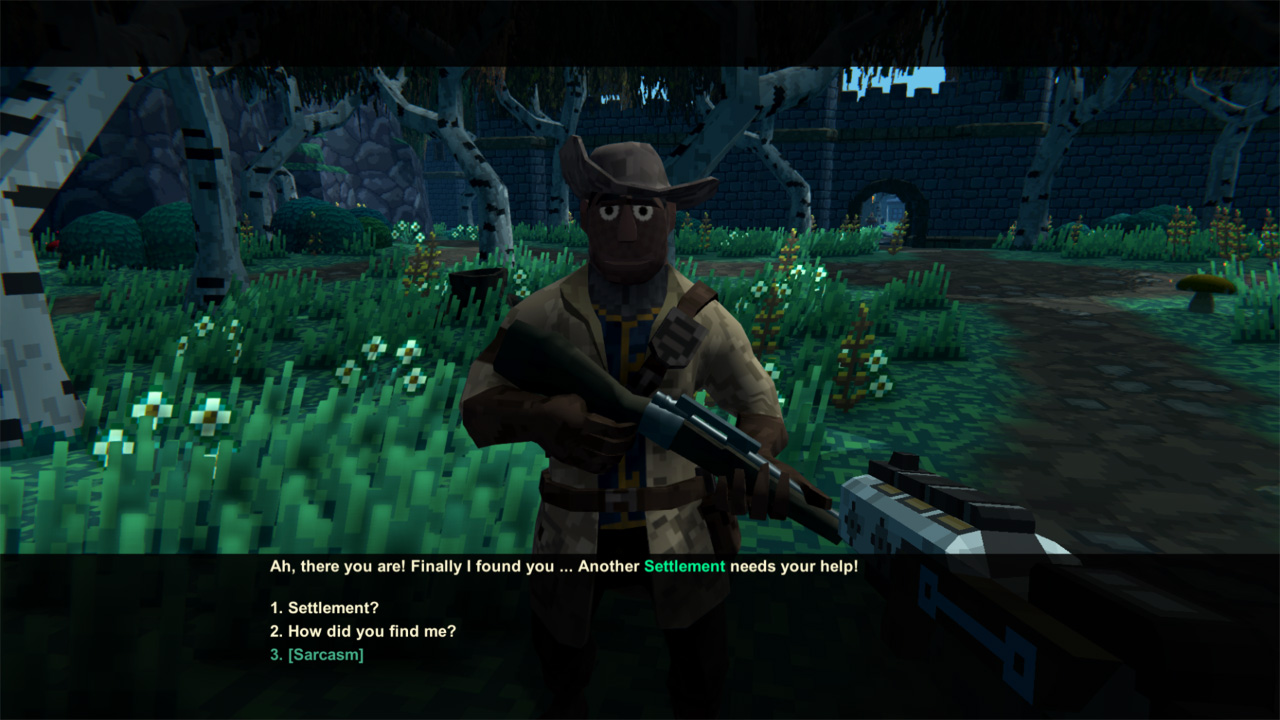 Ah, there you are! Finally I found you ... Another Settlement needs your help!
1. Settlement?
2. How did you find me?
3. [Sarcasm]